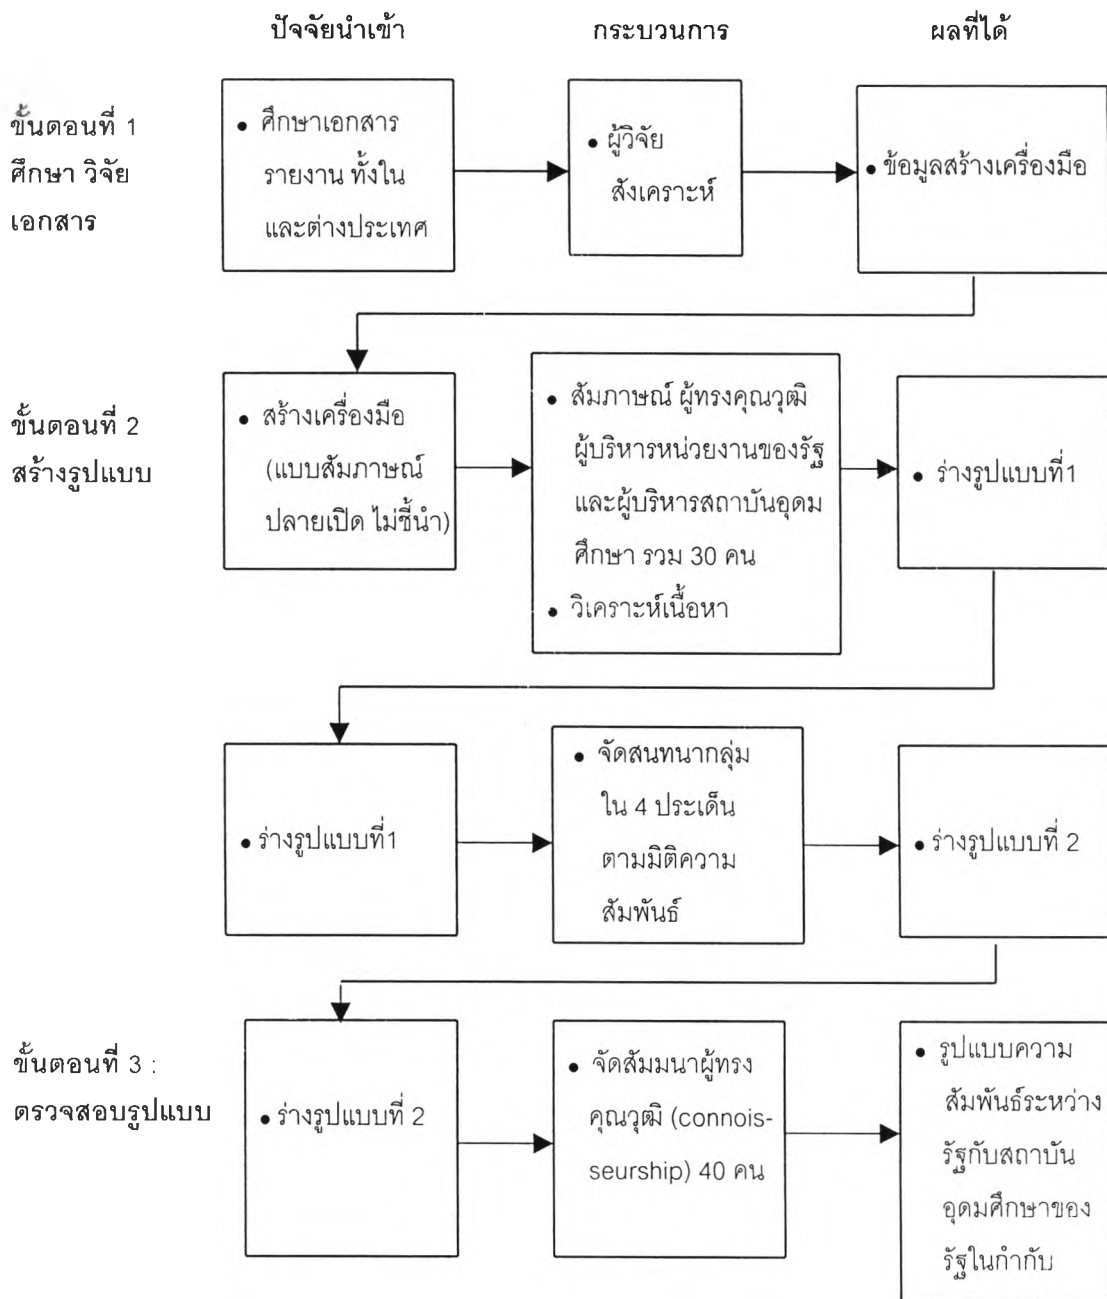 ปัจจัยนำเข้า กระบวนการ ผลที่ได้
ขั้นตอนที่ 1
ศึกษา วิจัย
เอกสาร
• ศึกษาเอกสาร
รายงาน ทั้งใน
และต่างประเทศ
• ผู้วิจัย
สังเคราะห์
• ข้อมูลสร้างเครื่องมือ
ขั้นตอนที่ 2
สร้างรูปแบบ
• สร้างเครื่องมือ
(แบบสัมภาษณ์
ปลายเปิด ไม่ชี้นำ)
• สัมภาษณ์ ผู้ทรงคุณวุฒิ
ผู้บริหารหน่วยงานของรัฐ
และผู้บริหารสถาบันอุดม
ศึกษา รวม 30 คน
• วิเคราะห์เนื้อหา
• ร่างรูปแบบที่1
• ร่างรูปแบบที่1
• จัดสนทนากลุ่ม
ใน 4 ประเด็น
ตามมิติความ
สัมพันธ์
• ร่างรูปแบบที่ 2
ขั้นตอนที่ 3 :
ตรวจสอบรูปแบบ
• ร่างรูปแบบที่ 2
• จัดสัมมนาผู้ทรง
คุณวุฒิ (connois-
seurship) 40 คน
• รูปแบบความ
สัมพันธ์ระหว่าง
รัฐกับสถาบัน
อุดมศึกษาของ
รัฐในกำกับ